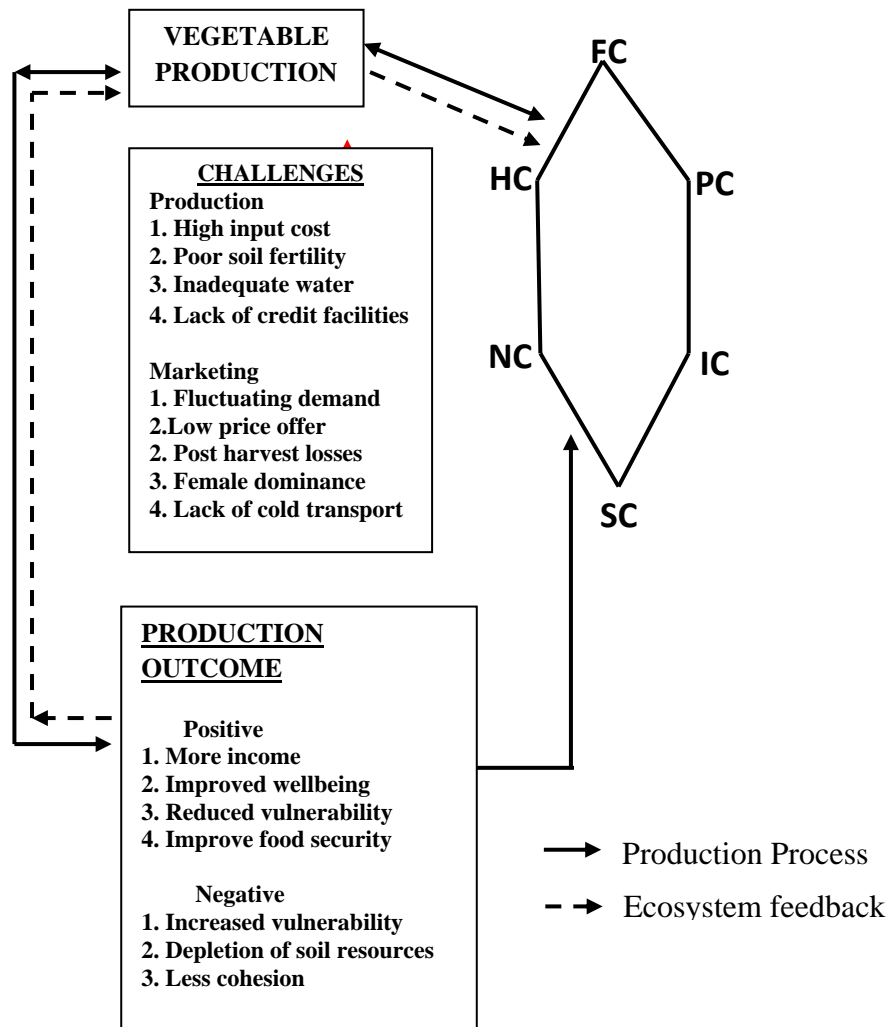 VEGETABLE
PRODUCTION
FC
HC
PC
NC
IC
SC
CHALLENGES
Production
1. High input cost
2. Poor soil fertility
3. Inadequate water
4. Lack of credit facilities
Marketing
1. Fluctuating demand
2.Low price offer
2. Post harvest losses
3. Female dominance
4. Lack of cold transport
PRODUCTION
OUTCOME
Positive
1. More income
2. Improved wellbeing
3. Reduced vulnerability
4. Improve food security
Negative
1. Increased vulnerability
2. Depletion of soil resources
3. Less cohesion
Production Process
Ecosystem feedback